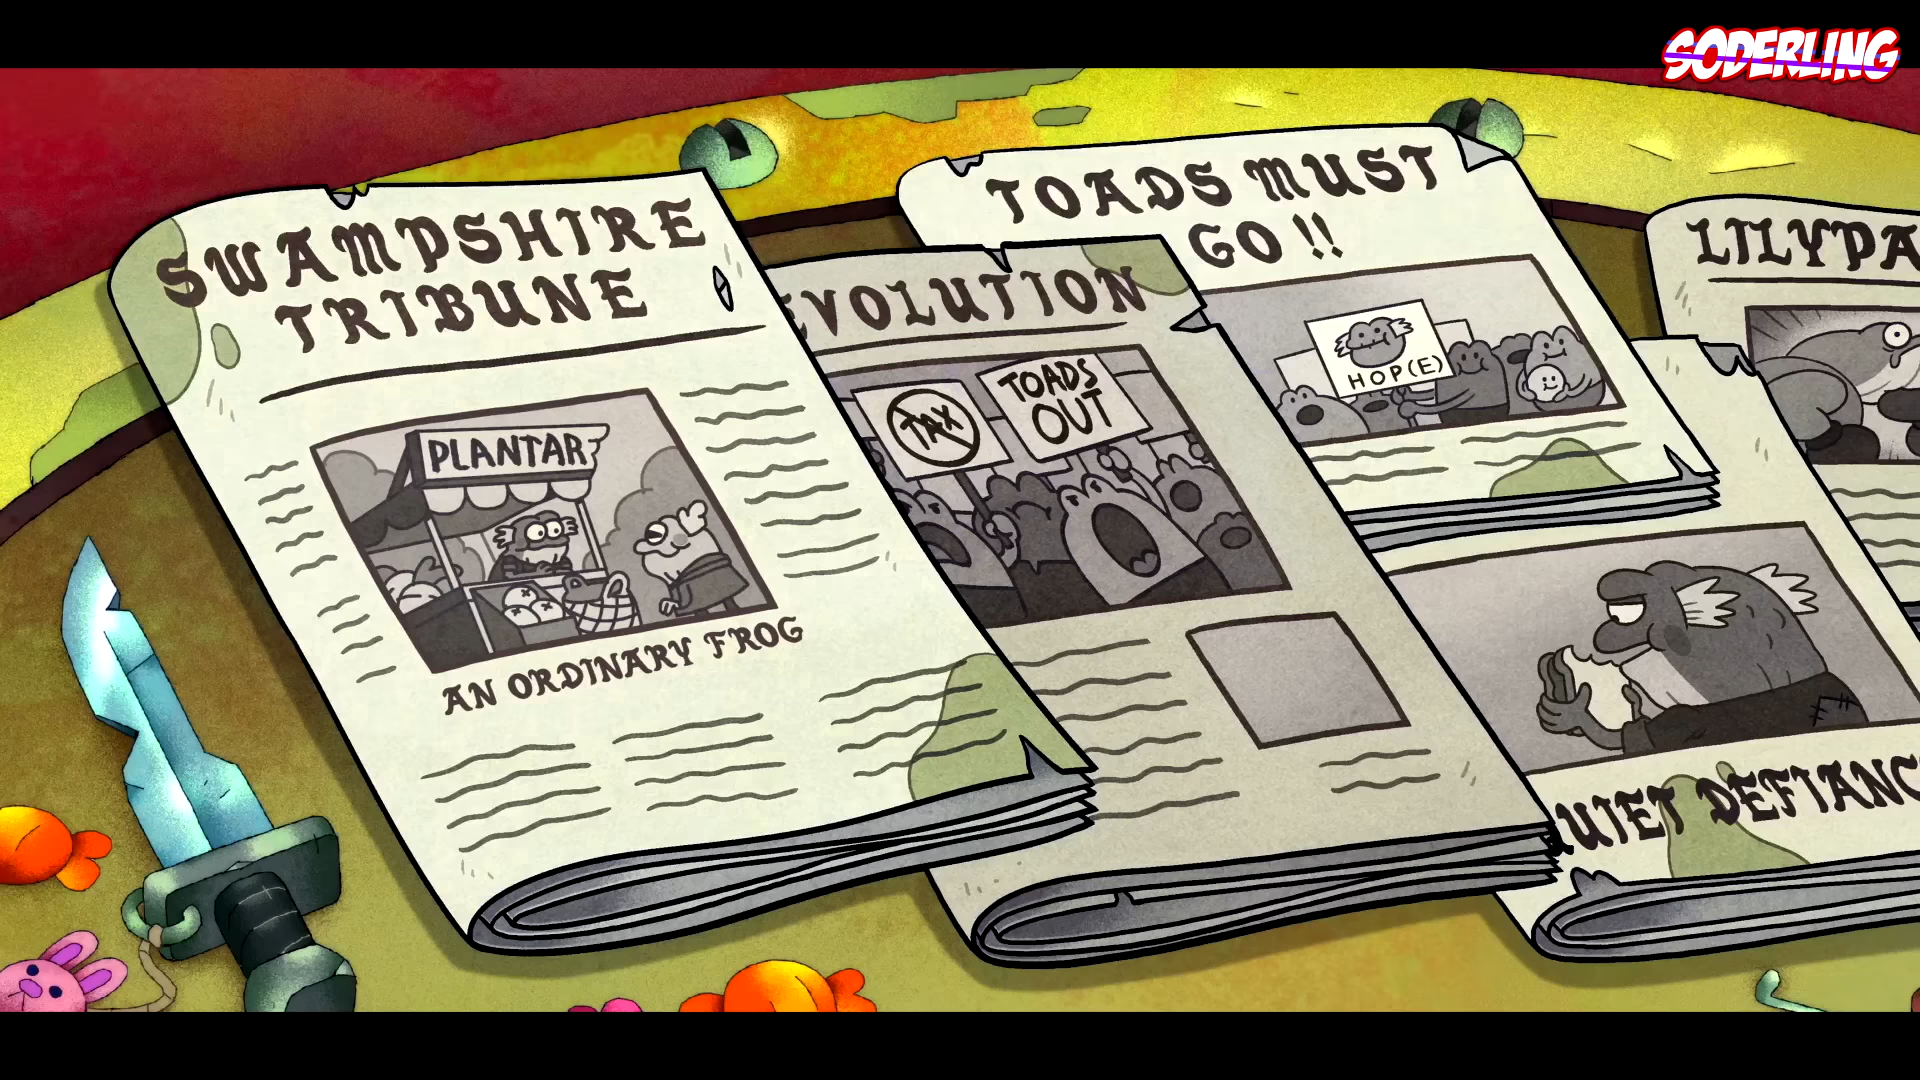 SODERLING
SWAMPSHIRE
TRIBUNE
PLANTAR
AN ORDINARY FROG
EVOLUTION
TAX
TOADS
OUT
TOADS MUST
GO !!
HOP(E)
LILYPA
UIET DEFIANC